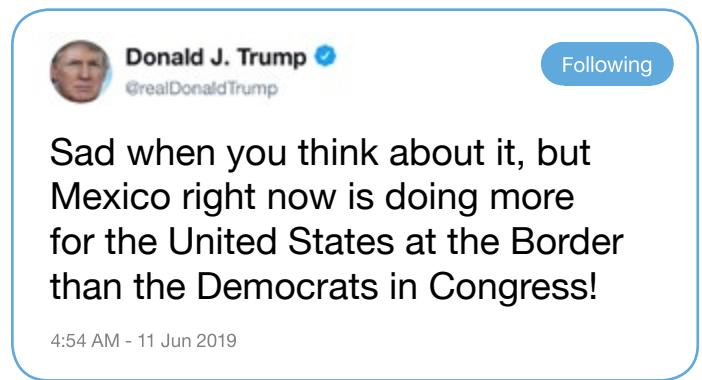 Donald J. Trump
Following
@realDonaldTrump
Sad when you think about it, but
Mexico right now is doing more
for the United States at the Border
than the Democrats in Congress!
4:54 AM - 11 Jun 2019